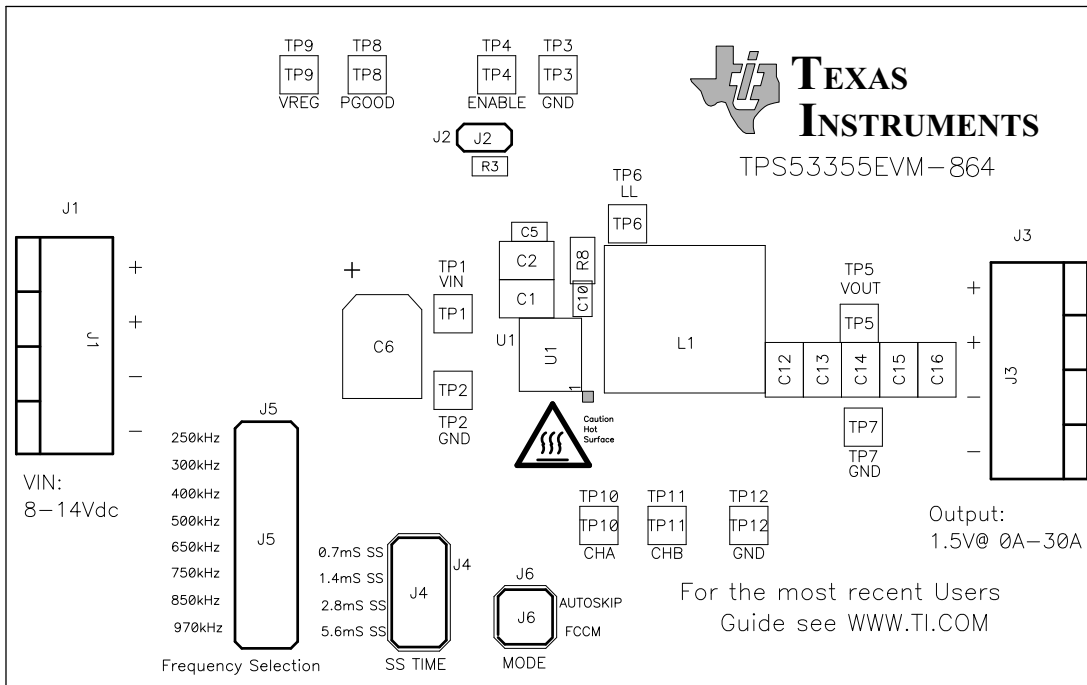 TP9 TP8 TP4 TP3
TP9 TP8 TP4 TP3
VREG PGOOD ENABLE GND
TEXAS
INSTRUMENTS
TPS53355EVM-864
J2 J2
R3
TP6
LL
TP6
J1
J3
C5
C2
R8
C1
C10
+
TP1
VIN
TP1
TP5
VOUT
TP5
+
+
-
-
J1
+
+
-
-
J3
C6
U1
U1
1
L1
C12 C13 C14 C15 C16
TP2
TP2
GND
Caution
Hot
Surface
TP7
TP7
GND
VIN:
8-14Vdc
J5
250kHz
300kHz
400kHz
500kHz
650kHz
750kHz
850kHz
970kHz
J5
Frequency Selection
0.7mS SS
1.4mS SS
2.8mS SS
5.6mS SS
J4
J4
SS TIME
J6
J6
AUTOSKIP
FCCM
MODE
TP10 TP11 TP12
TP10 TP11 TP12
CHA CHB GND
Output:
1.5V@ 0A-30A
For the most recent Users
Guide see WWW.TI.COM